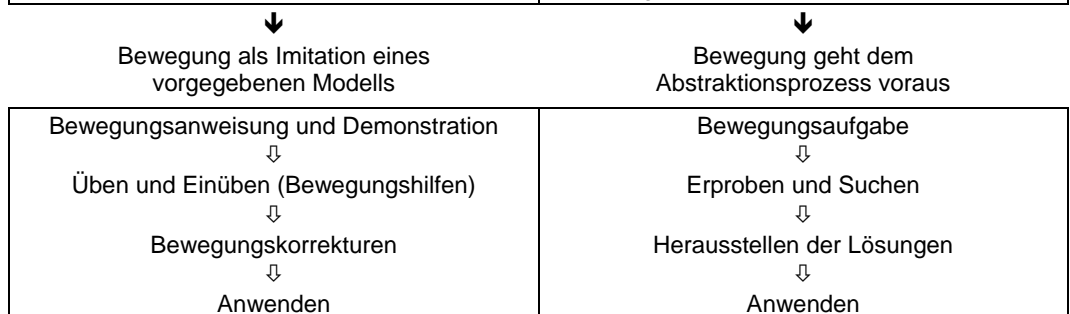 🡻
Bewegung als Imitation eines
vorgegebenen Modells
🡻
Bewegung geht dem
Abstraktionsprozess voraus
Bewegungsanweisung und Demonstration
⇩
Üben und Einüben (Bewegungshilfen)
⇩
Bewegungskorrekturen
⇩
Anwenden
Bewegungsaufgabe
⇩
Erproben und Suchen
⇩
Herausstellen der Lösungen
⇩
Anwenden